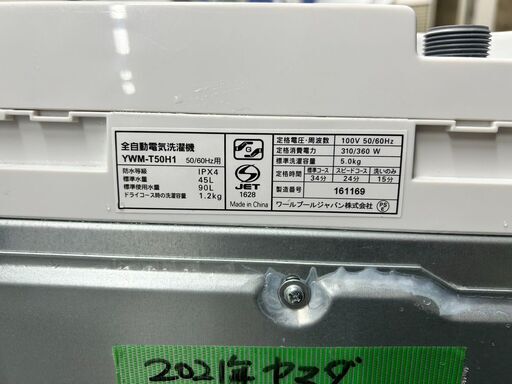 全自動電気洗濯機
YWM-T50H1 50/60Hz用
防水等級 IPX4
標準水量 45L
標準使用水量 90L
ドライコース時の洗濯容量 1.2kg
S
JET
1628
Made in China
定格電圧・周波数 100V 50/60Hz
定格消費電力 310/360 W
標準洗濯容量 5.0kg
定格時間 標準コース スピードコース 洗いのみ
34分 24分 15分
製造番号 161169
ワールプールジャパン株式会社 PS E
2021年ヤマダ